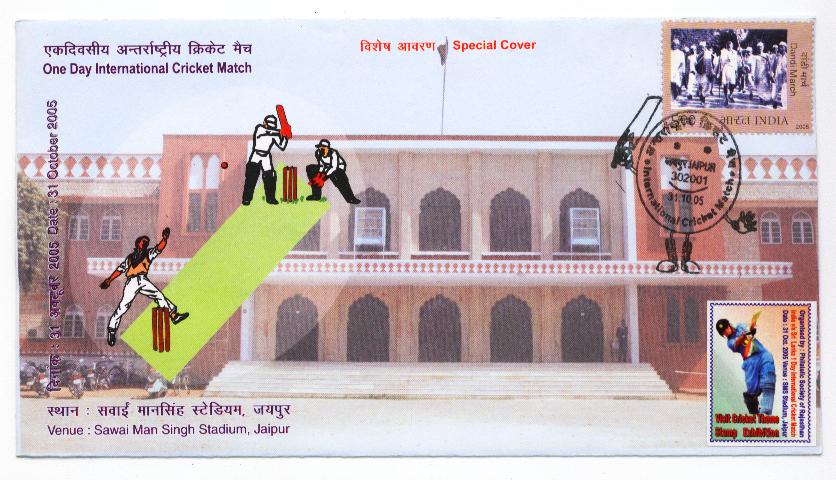 एकदिवसीय अन्तर्राष्ट्रीय क्रिकेट मैच
One Day International Cricket Match
विशेष आवरण Special Cover
दांडी मार्च
Dandi March
500 भारत INDIA
2005
अन्तर्राष्ट्रीय क्रिकेट मैच
जयपुर JAIPUR
302001
31.10.05
International Cricket Match
दिनांक : 31 अक्टूबर 2005 Date : 31 October 2005
स्थान : सवाई मानसिंह स्टेडियम, जयपुर
Venue : Sawai Man Singh Stadium, Jaipur
Organised by : Philatelic Society of Rajasthan
India v/s Sri Lanka 1 Day International Cricket Match
Date : 31 Oct. 2005 Venue : SMS Stadium, Jaipur
Visit Cricket Theme
Stamp Exhibition